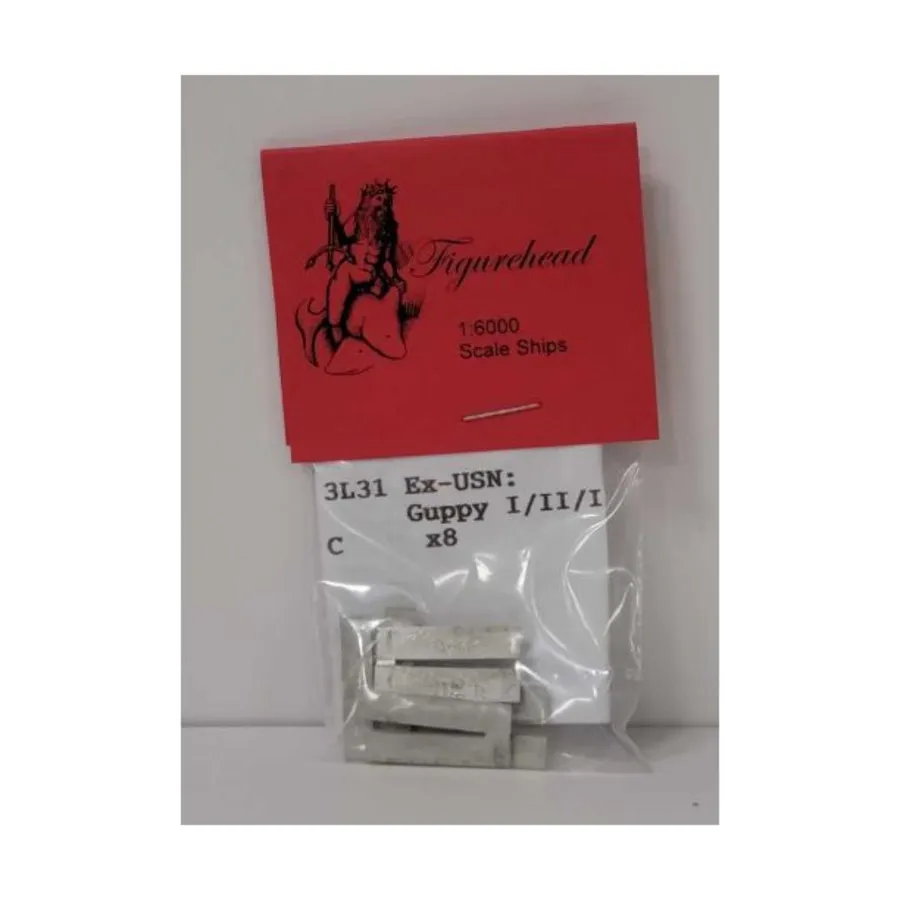 Figurehead
1:6000
Scale Ships
3L31 Ex-USN:
Guppy I/II/I
C x8